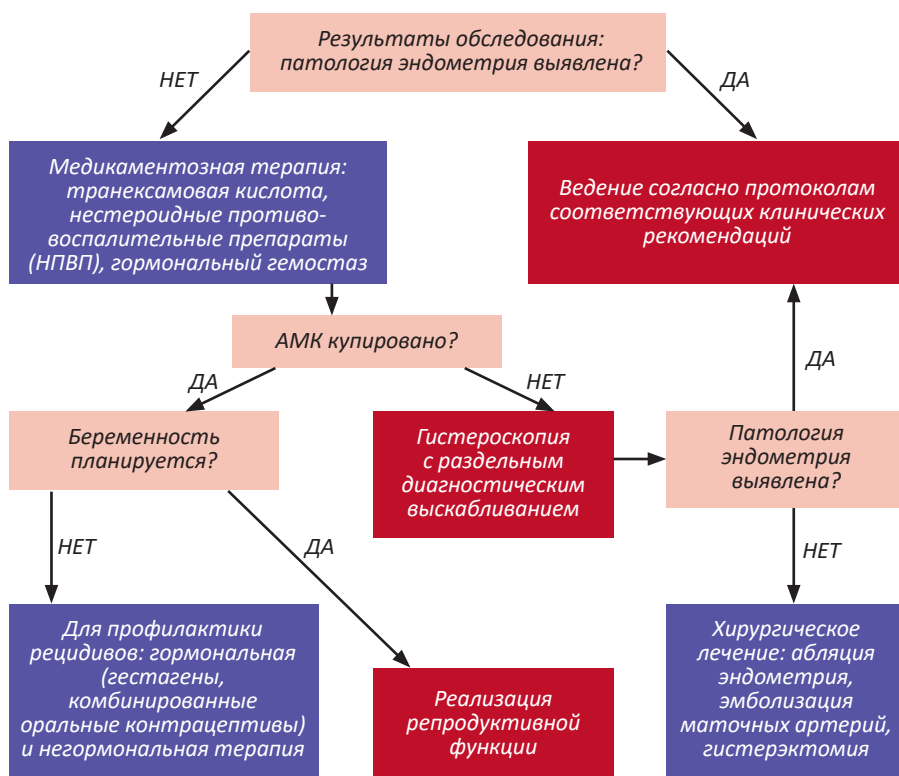 Результаты обследования:
патология эндометрия выявлена?
НЕТ
ДА
Медикаментозная терапия:
транексамовая кислота,
нестероидные противо-
воспалительные препараты
(НПВП), гормональный гемостаз
Ведение согласно протоколам
соответствующих клинических
рекомендаций
АМК купировано?
ДА
НЕТ
ДА
Беременность
планируется?
Гистероскопия
с раздельным
диагностическим
выскабливанием
Патология
эндометрия
выявлена?
НЕТ
ДА
НЕТ
Для профилактики
рецидивов: гормональная
(гестагены,
комбинированные
оральные контрацептивы)
и негормональная терапия
Реализация
репродуктивной
функции
Хирургическое
лечение: абляция
эндометрия,
эмболизация
маточных артерий,
гистерэктомия